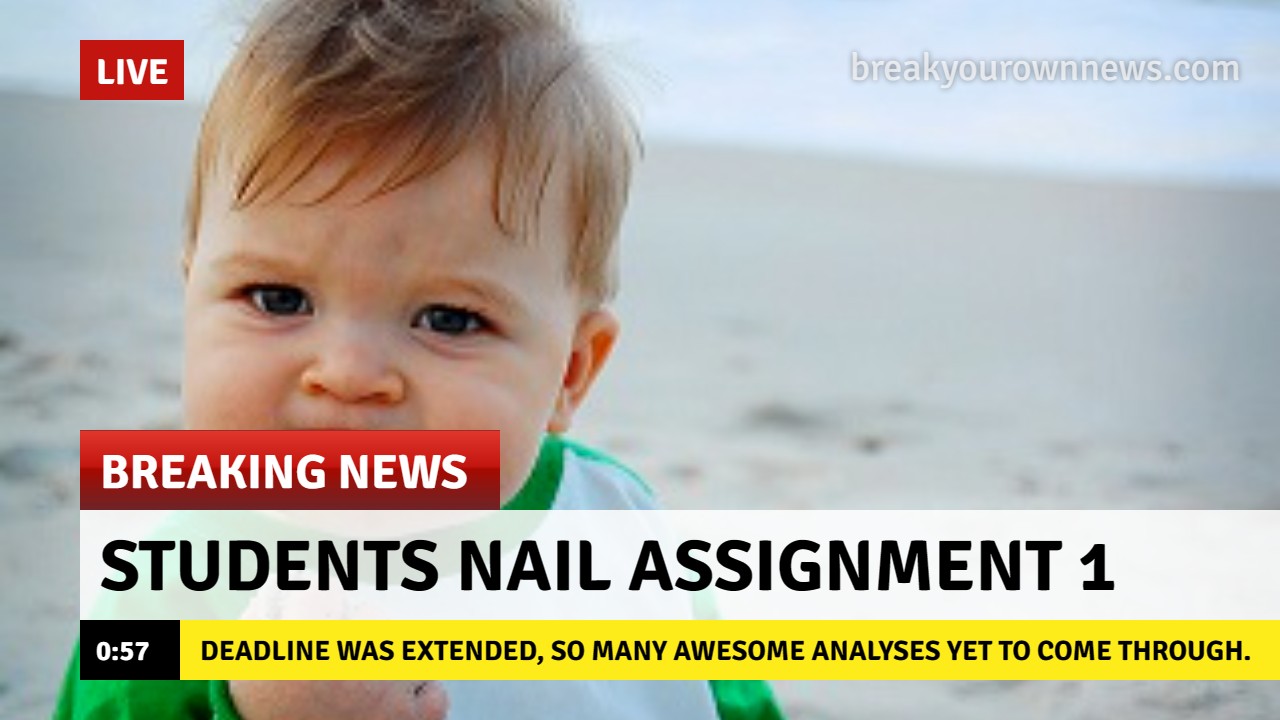 LIVE
breakyourownnews.com
BREAKING NEWS
STUDENTS NAIL ASSIGNMENT 1
0:57 DEADLINE WAS EXTENDED, SO MANY AWESOME ANALYSES YET TO COME THROUGH.